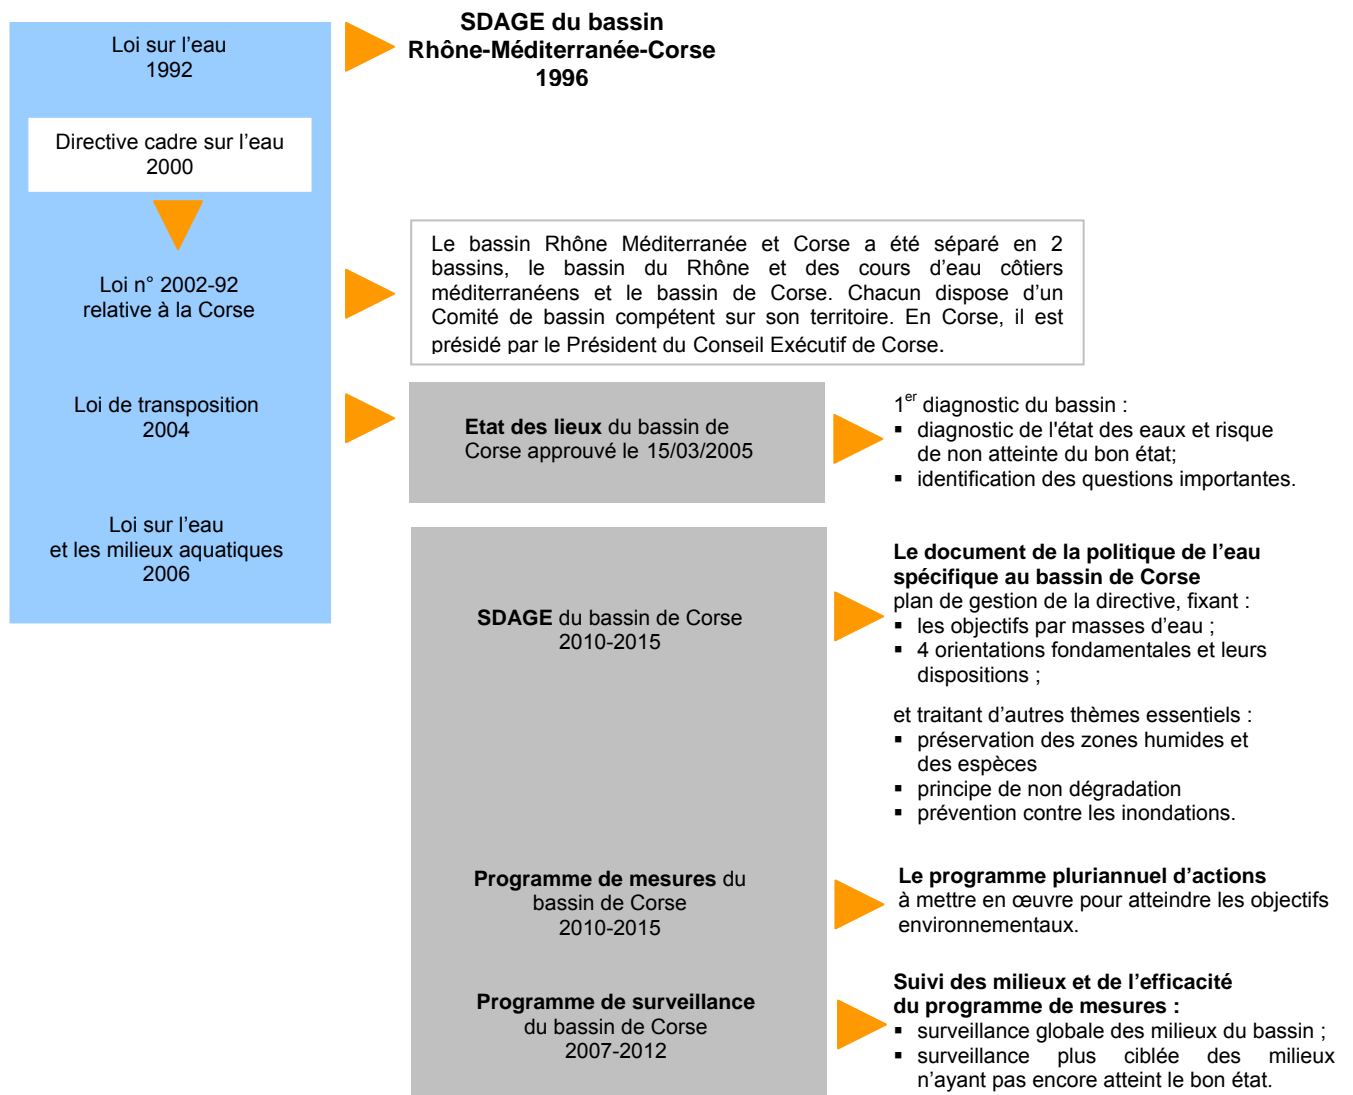 Loi sur l’eau
1992
SDAGE du bassin
Rhône-Méditerranée-Corse
1996
Directive cadre sur l’eau
2000
Loi n° 2002-92
relative à la Corse
Le bassin Rhône Méditerranée et Corse a été séparé en 2
bassins, le bassin du Rhône et des cours d’eau côtiers
méditerranéens et le bassin de Corse. Chacun dispose d’un
Comité de bassin compétent sur son territoire. En Corse, il est
présidé par le Président du Conseil Exécutif de Corse.
Loi de transposition
2004
Etat des lieux du bassin de
Corse approuvé le 15/03/2005
1er diagnostic du bassin :
▪ diagnostic de l'état des eaux et risque
de non atteinte du bon état;
▪ identification des questions importantes.
Loi sur l’eau
et les milieux aquatiques
2006
SDAGE du bassin de Corse
2010-2015
Le document de la politique de l’eau
spécifique au bassin de Corse
plan de gestion de la directive, fixant :
▪ les objectifs par masses d’eau ;
▪ 4 orientations fondamentales et leurs
dispositions ;
et traitant d’autres thèmes essentiels :
▪ préservation des zones humides et
des espèces
▪ principe de non dégradation
▪ prévention contre les inondations.
Programme de mesures du
bassin de Corse
2010-2015
Le programme pluriannuel d’actions
à mettre en œuvre pour atteindre les objectifs
environnementaux.
Programme de surveillance
du bassin de Corse
2007-2012
Suivi des milieux et de l’efficacité
du programme de mesures :
▪ surveillance globale des milieux du bassin ;
▪ surveillance plus ciblée des milieux
n’ayant pas encore atteint le bon état.